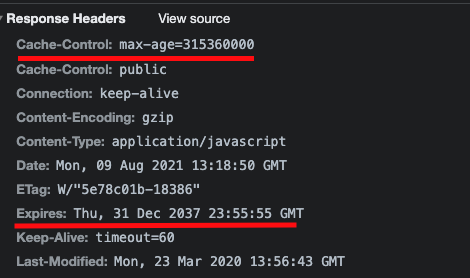 Response Headers View source
Cache-Control: max-age=315360000
Cache-Control: public
Connection: keep-alive
Content-Encoding: gzip
Content-Type: application/javascript
Date: Mon, 09 Aug 2021 13:18:50 GMT
ETag: W/"5e78c01b-18386"
Expires: Thu, 31 Dec 2037 23:55:55 GMT
Keep-Alive: timeout=60
Last-Modified: Mon, 23 Mar 2020 13:56:43 GMT